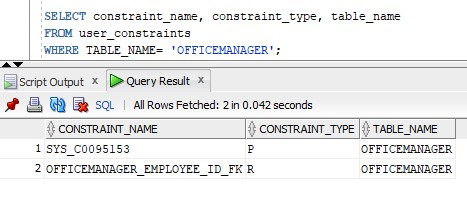 SELECT constraint_name, constraint_type, table_name
FROM user_constraints
WHERE TABLE_NAME= 'OFFICEMANAGER';
Script Output x Query Result x
SQL | All Rows Fetched: 2 in 0.042 seconds
CONSTRAINT_NAME CONSTRAINT_TYPE TABLE_NAME
1 SYS_C0095153 P OFFICEMANAGER
2 OFFICEMANAGER_EMPLOYEE_ID_FK R OFFICEMANAGER